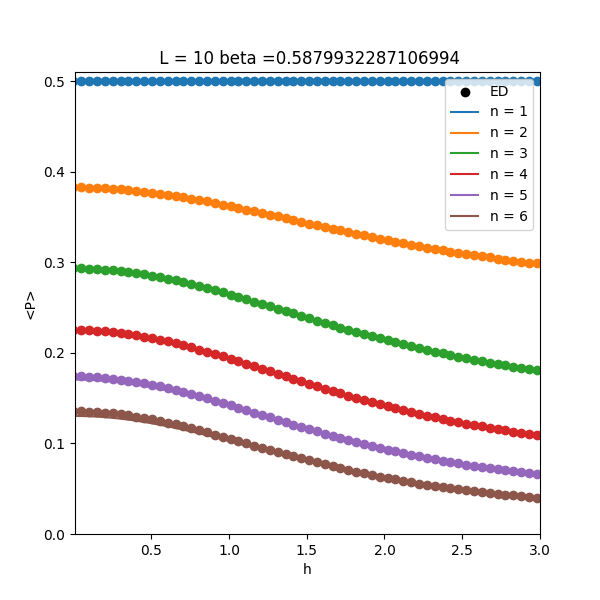 L = 10 beta =0.5879932287106994
0.5
0.4
0.3
0.2
0.1
0.0
<P>
ED
n = 1
n = 2
n = 3
n = 4
n = 5
n = 6
0.5 1.0 1.5 2.0 2.5 3.0
h